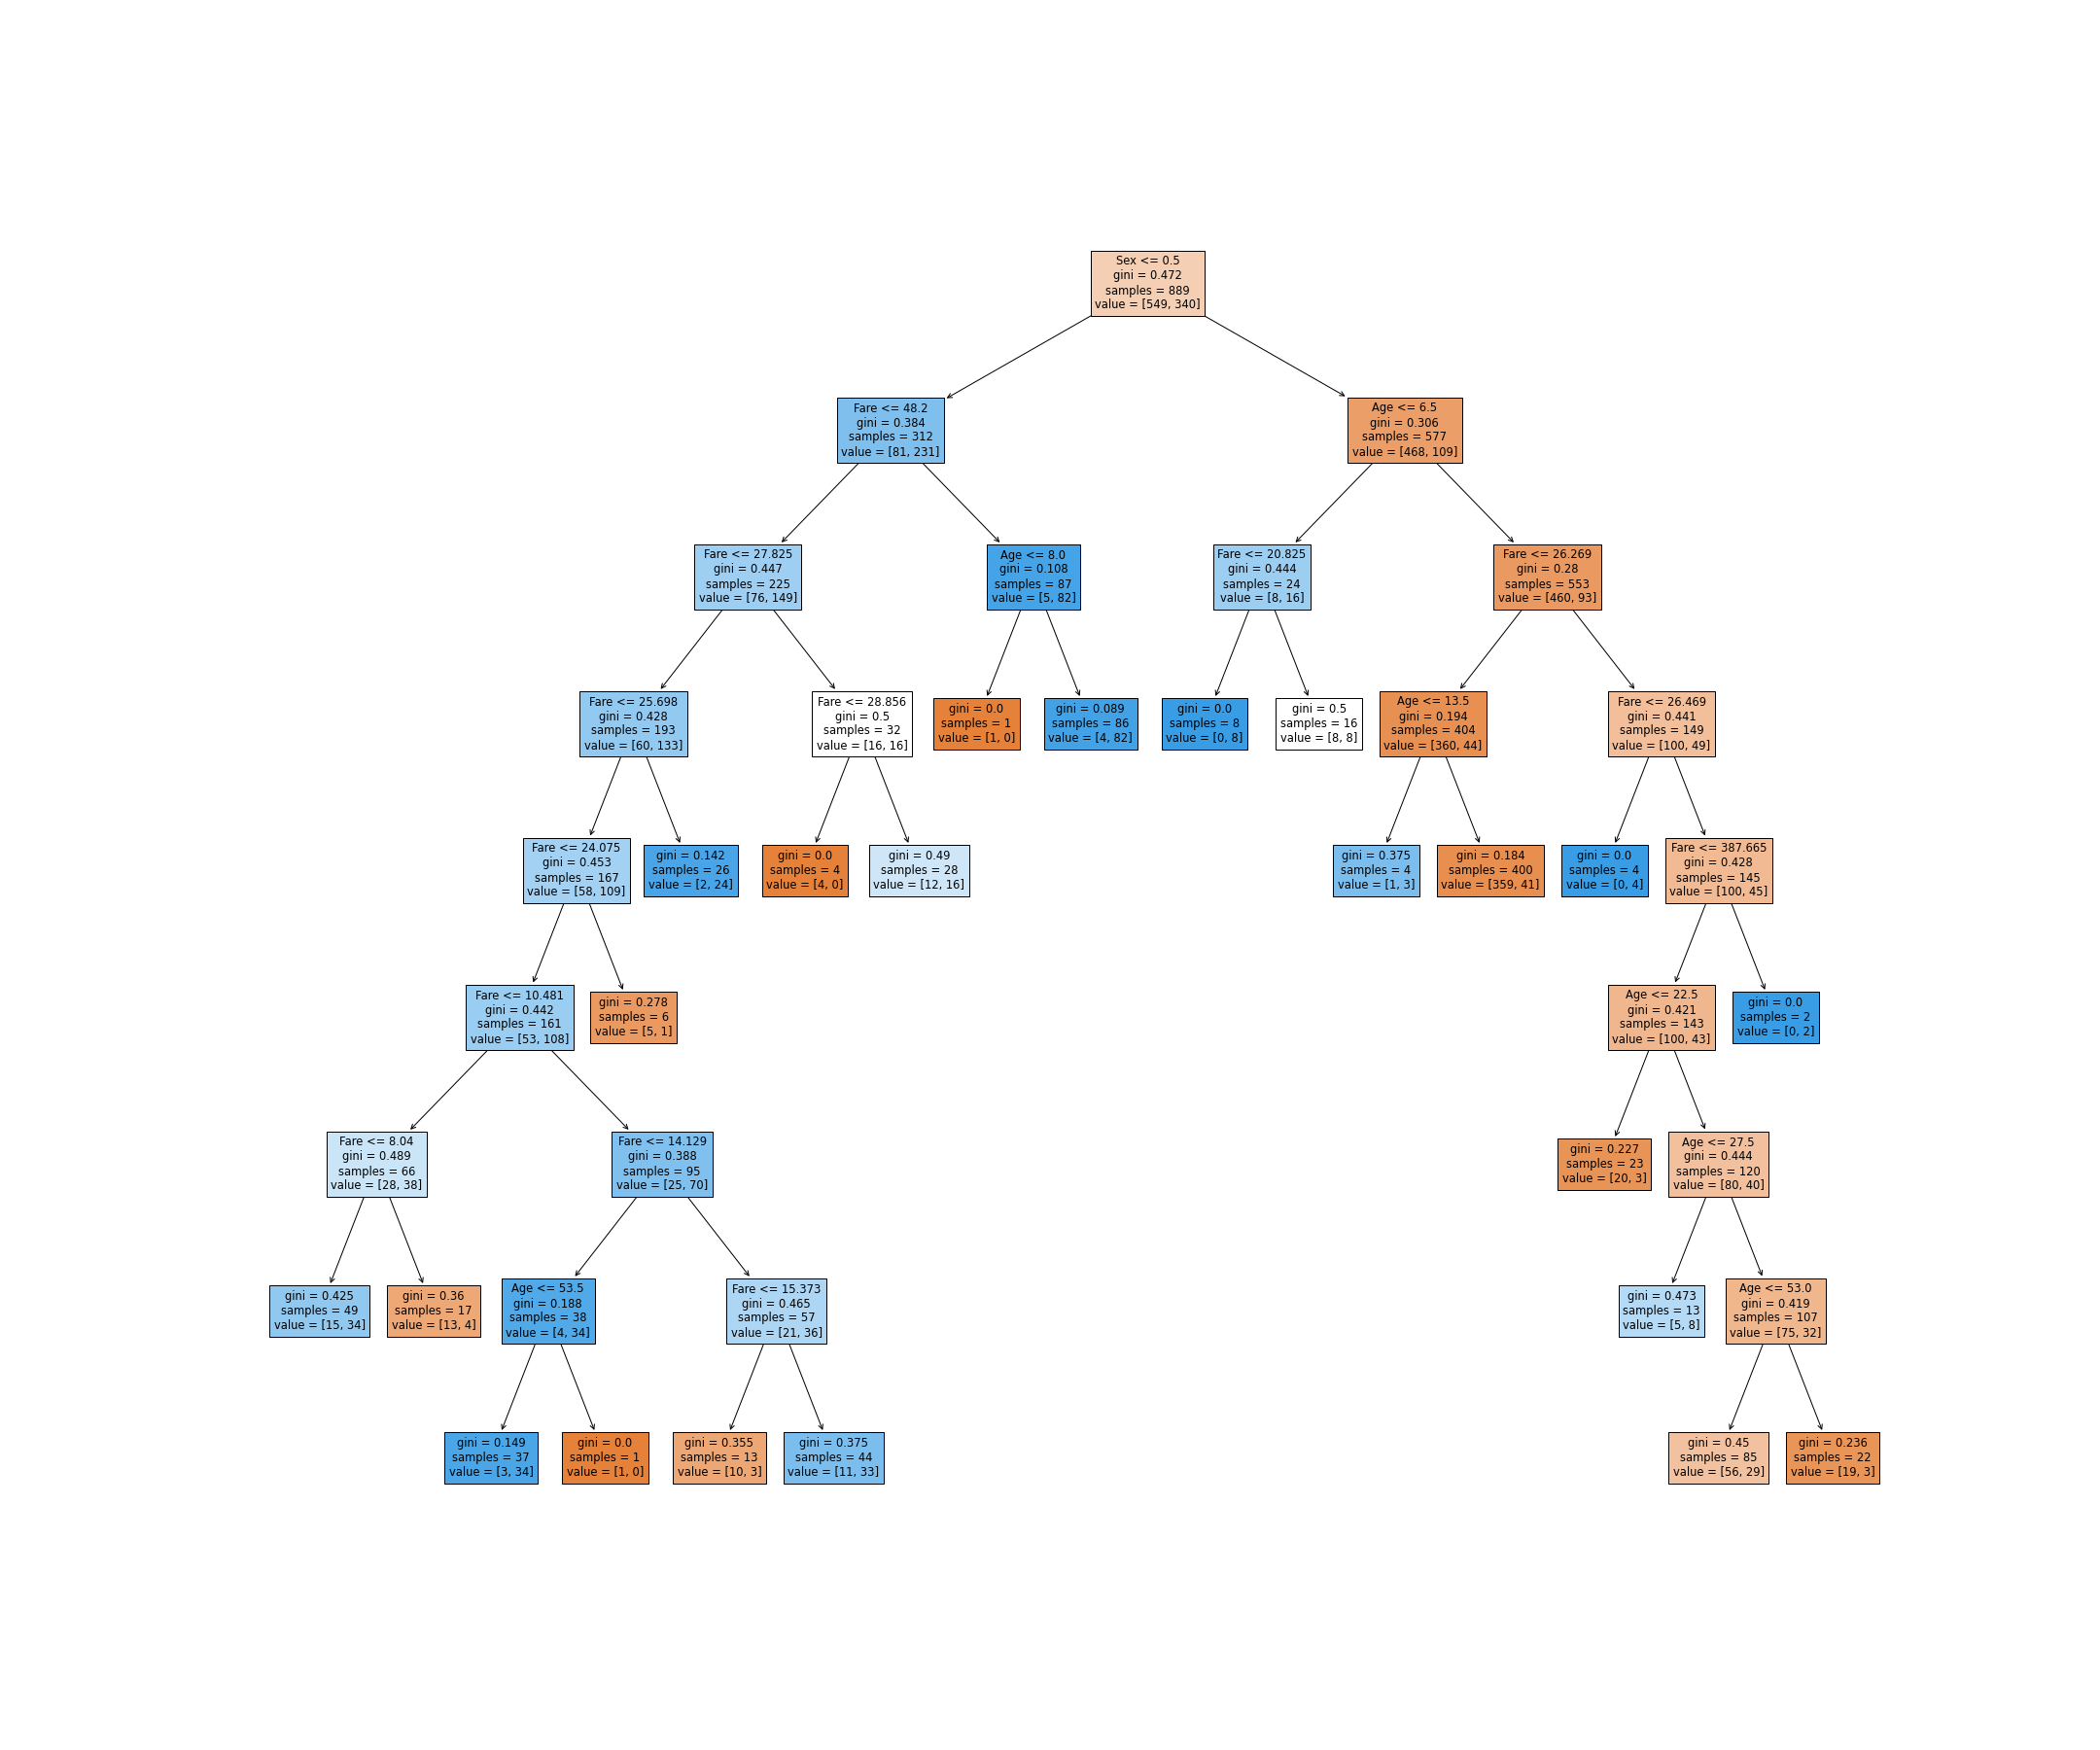 Sex <= 0.5
gini = 0.472
samples = 889
value = [549, 340]
Fare <= 48.2
gini = 0.384
samples = 312
value = [81, 231]
Age <= 6.5
gini = 0.306
samples = 577
value = [468, 109]
Fare <= 27.825
gini = 0.447
samples = 225
value = [76, 149]
Age <= 8.0
gini = 0.108
samples = 87
value = [5, 82]
Fare <= 20.825
gini = 0.444
samples = 24
value = [8, 16]
Fare <= 26.269
gini = 0.28
samples = 553
value = [460, 93]
Fare <= 25.698
gini = 0.428
samples = 193
value = [60, 133]
Fare <= 28.856
gini = 0.5
samples = 32
value = [16, 16]
gini = 0.0
samples = 1
value = [1, 0]
gini = 0.089
samples = 86
value = [4, 82]
gini = 0.0
samples = 8
value = [0, 8]
gini = 0.5
samples = 16
value = [8, 8]
Age <= 13.5
gini = 0.194
samples = 404
value = [360, 44]
Fare <= 26.469
gini = 0.441
samples = 149
value = [100, 49]
Fare <= 24.075
gini = 0.453
samples = 167
value = [58, 109]
gini = 0.142
samples = 26
value = [2, 24]
gini = 0.0
samples = 4
value = [4, 0]
gini = 0.49
samples = 28
value = [12, 16]
gini = 0.375
samples = 4
value = [1, 3]
gini = 0.184
samples = 400
value = [359, 41]
gini = 0.0
samples = 4
value = [0, 4]
Fare <= 387.665
gini = 0.428
samples = 145
value = [100, 45]
Fare <= 10.481
gini = 0.442
samples = 161
value = [53, 108]
gini = 0.278
samples = 6
value = [5, 1]
Age <= 22.5
gini = 0.421
samples = 143
value = [100, 43]
gini = 0.0
samples = 2
value = [0, 2]
Fare <= 8.04
gini = 0.489
samples = 66
value = [28, 38]
Fare <= 14.129
gini = 0.388
samples = 95
value = [25, 70]
gini = 0.227
samples = 23
value = [20, 3]
Age <= 27.5
gini = 0.444
samples = 120
value = [80, 40]
gini = 0.425
samples = 49
value = [15, 34]
gini = 0.36
samples = 17
value = [13, 4]
Age <= 53.5
gini = 0.188
samples = 38
value = [4, 34]
Fare <= 15.373
gini = 0.465
samples = 57
value = [21, 36]
gini = 0.473
samples = 13
value = [5, 8]
Age <= 53.0
gini = 0.419
samples = 107
value = [75, 32]
gini = 0.149
samples = 37
value = [3, 34]
gini = 0.0
samples = 1
value = [1, 0]
gini = 0.355
samples = 13
value = [10, 3]
gini = 0.375
samples = 44
value = [11, 33]
gini = 0.45
samples = 85
value = [56, 29]
gini = 0.236
samples = 22
value = [19, 3]